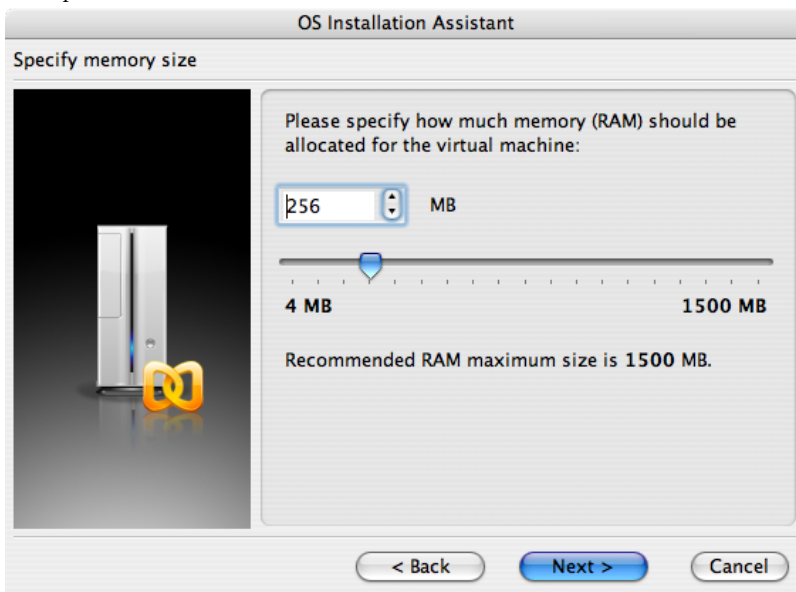 OS Installation Assistant
Specify memory size
Please specify how much memory (RAM) should be
allocated for the virtual machine:
256 MB
4 MB 1500 MB
Recommended RAM maximum size is 1500 MB.
< Back Next > Cancel